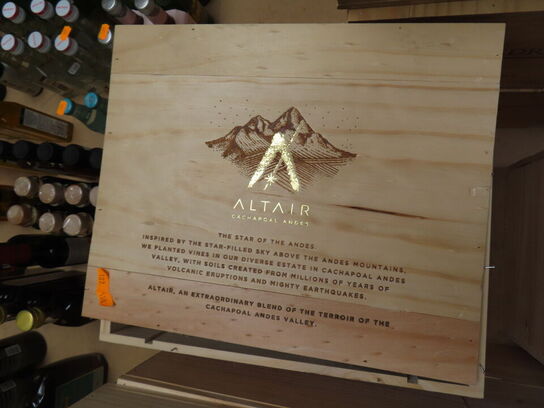 ALTAIR
CACHAPOAL ANDES
THE STAR OF THE ANDES.
INSPIRED BY THE STAR-FILLED SKY ABOVE THE ANDES MOUNTAINS,
WE PLANTED VINES IN OUR DIVERSE ESTATE IN CACHAPOAL ANDES
VALLEY, WITH SOILS CREATED FROM MILLIONS OF YEARS OF
VOLCANIC ERUPTIONS AND MIGHTY EARTHQUAKES.
ALTAIR, AN EXTRAORDINARY BLEND OF THE TERROIR OF THE
CACHAPOAL ANDES VALLEY.